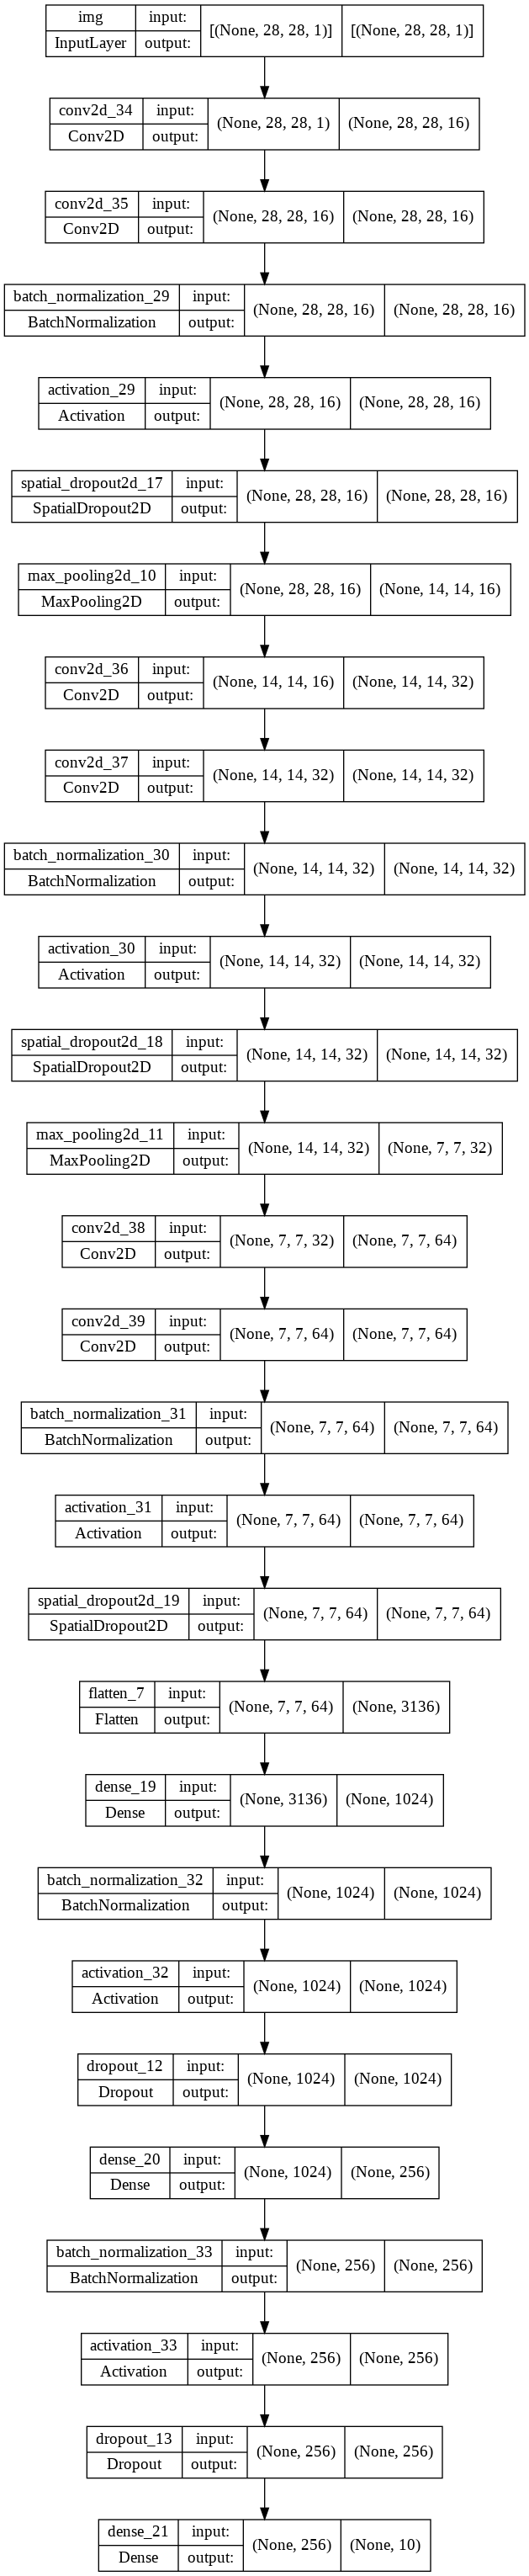 img input: [(None, 28, 28, 1)] [(None, 28, 28, 1)]
InputLayer output:
conv2d_34 input: (None, 28, 28, 1) (None, 28, 28, 16)
Conv2D output:
conv2d_35 input: (None, 28, 28, 16) (None, 28, 28, 16)
Conv2D output:
batch_normalization_29 input: (None, 28, 28, 16) (None, 28, 28, 16)
BatchNormalization output:
activation_29 input: (None, 28, 28, 16) (None, 28, 28, 16)
Activation output:
spatial_dropout2d_17 input: (None, 28, 28, 16) (None, 28, 28, 16)
SpatialDropout2D output:
max_pooling2d_10 input: (None, 28, 28, 16) (None, 14, 14, 16)
MaxPooling2D output:
conv2d_36 input: (None, 14, 14, 16) (None, 14, 14, 32)
Conv2D output:
conv2d_37 input: (None, 14, 14, 32) (None, 14, 14, 32)
Conv2D output:
batch_normalization_30 input: (None, 14, 14, 32) (None, 14, 14, 32)
BatchNormalization output:
activation_30 input: (None, 14, 14, 32) (None, 14, 14, 32)
Activation output:
spatial_dropout2d_18 input: (None, 14, 14, 32) (None, 14, 14, 32)
SpatialDropout2D output:
max_pooling2d_11 input: (None, 14, 14, 32) (None, 7, 7, 32)
MaxPooling2D output:
conv2d_38 input: (None, 7, 7, 32) (None, 7, 7, 64)
Conv2D output:
conv2d_39 input: (None, 7, 7, 64) (None, 7, 7, 64)
Conv2D output:
batch_normalization_31 input: (None, 7, 7, 64) (None, 7, 7, 64)
BatchNormalization output:
activation_31 input: (None, 7, 7, 64) (None, 7, 7, 64)
Activation output:
spatial_dropout2d_19 input: (None, 7, 7, 64) (None, 7, 7, 64)
SpatialDropout2D output:
flatten_7 input: (None, 7, 7, 64) (None, 3136)
Flatten output:
dense_19 input: (None, 3136) (None, 1024)
Dense output:
batch_normalization_32 input: (None, 1024) (None, 1024)
BatchNormalization output:
activation_32 input: (None, 1024) (None, 1024)
Activation output:
dropout_12 input: (None, 1024) (None, 1024)
Dropout output:
dense_20 input: (None, 1024) (None, 256)
Dense output:
batch_normalization_33 input: (None, 256) (None, 256)
BatchNormalization output:
activation_33 input: (None, 256) (None, 256)
Activation output:
dropout_13 input: (None, 256) (None, 256)
Dropout output:
dense_21 input: (None, 256) (None, 10)
Dense output: